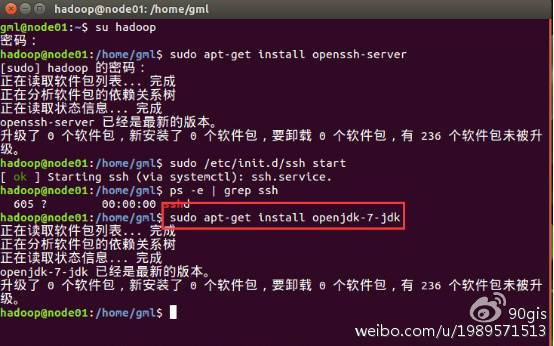 hadoop@node01: /home/gml
gml@node01:~$ su hadoop
密码：
hadoop@node01:/home/gml$ sudo apt-get install openssh-server
[sudo] hadoop 的密码：
正在读取软件包列表... 完成
正在分析软件包的依赖关系树
正在读取状态信息... 完成
openssh-server 已经是最新的版本。
升级了 0 个软件包，新安装了 0 个软件包，要卸载 0 个软件包，有 236 个软件包未被升
级。
hadoop@node01:/home/gml$ sudo /etc/init.d/ssh start
[ ok ] Starting ssh (via systemctl): ssh.service.
hadoop@node01:/home/gml$ ps -e | grep ssh
605 ? 00:00:00 sshd
hadoop@node01:/home/gml$ sudo apt-get install openjdk-7-jdk
正在读取软件包列表... 完成
正在分析软件包的依赖关系树
正在读取状态信息... 完成
openjdk-7-jdk 已经是最新的版本。
升级了 0 个软件包，新安装了 0 个软件包，要卸载 0 个软件包，有 236 个软件包未被升
级。
hadoop@node01:/home/gml$
90gis
weibo.com/u/1989571513